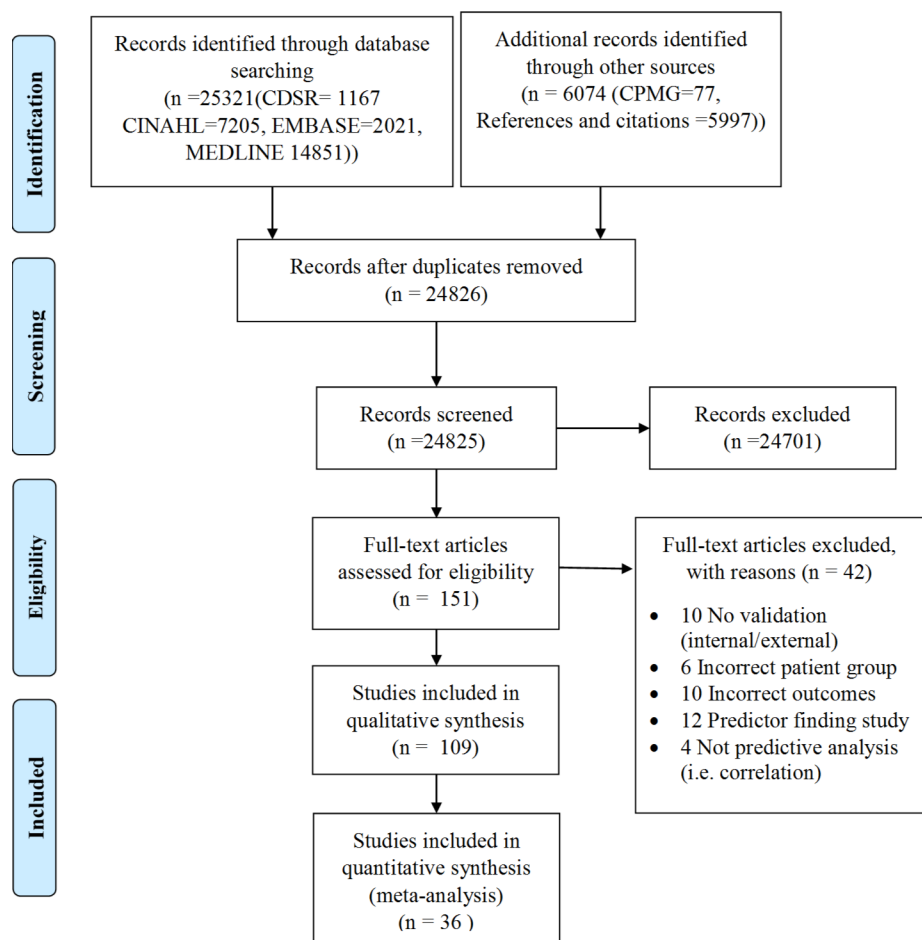 Identification
Records identified through database
searching
(n =25321(CDSR= 1167
CINAHL=7205, EMBASE=2021,
MEDLINE 14851))
Additional records identified
through other sources
(n = 6074 (CPMG=77,
References and citations =5997))
Records after duplicates removed
(n = 24826)
Screening
Records screened
(n =24825)
Records excluded
(n =24701)
Eligibility
Full-text articles
assessed for eligibility
(n = 151)
Full-text articles excluded,
with reasons (n = 42)
• 10 No validation
(internal/external)
• 6 Incorrect patient group
• 10 Incorrect outcomes
• 12 Predictor finding study
• 4 Not predictive analysis
(i.e. correlation)
Included
Studies included in
qualitative synthesis
(n = 109)
Studies included in
quantitative synthesis
(meta-analysis)
(n = 36 )